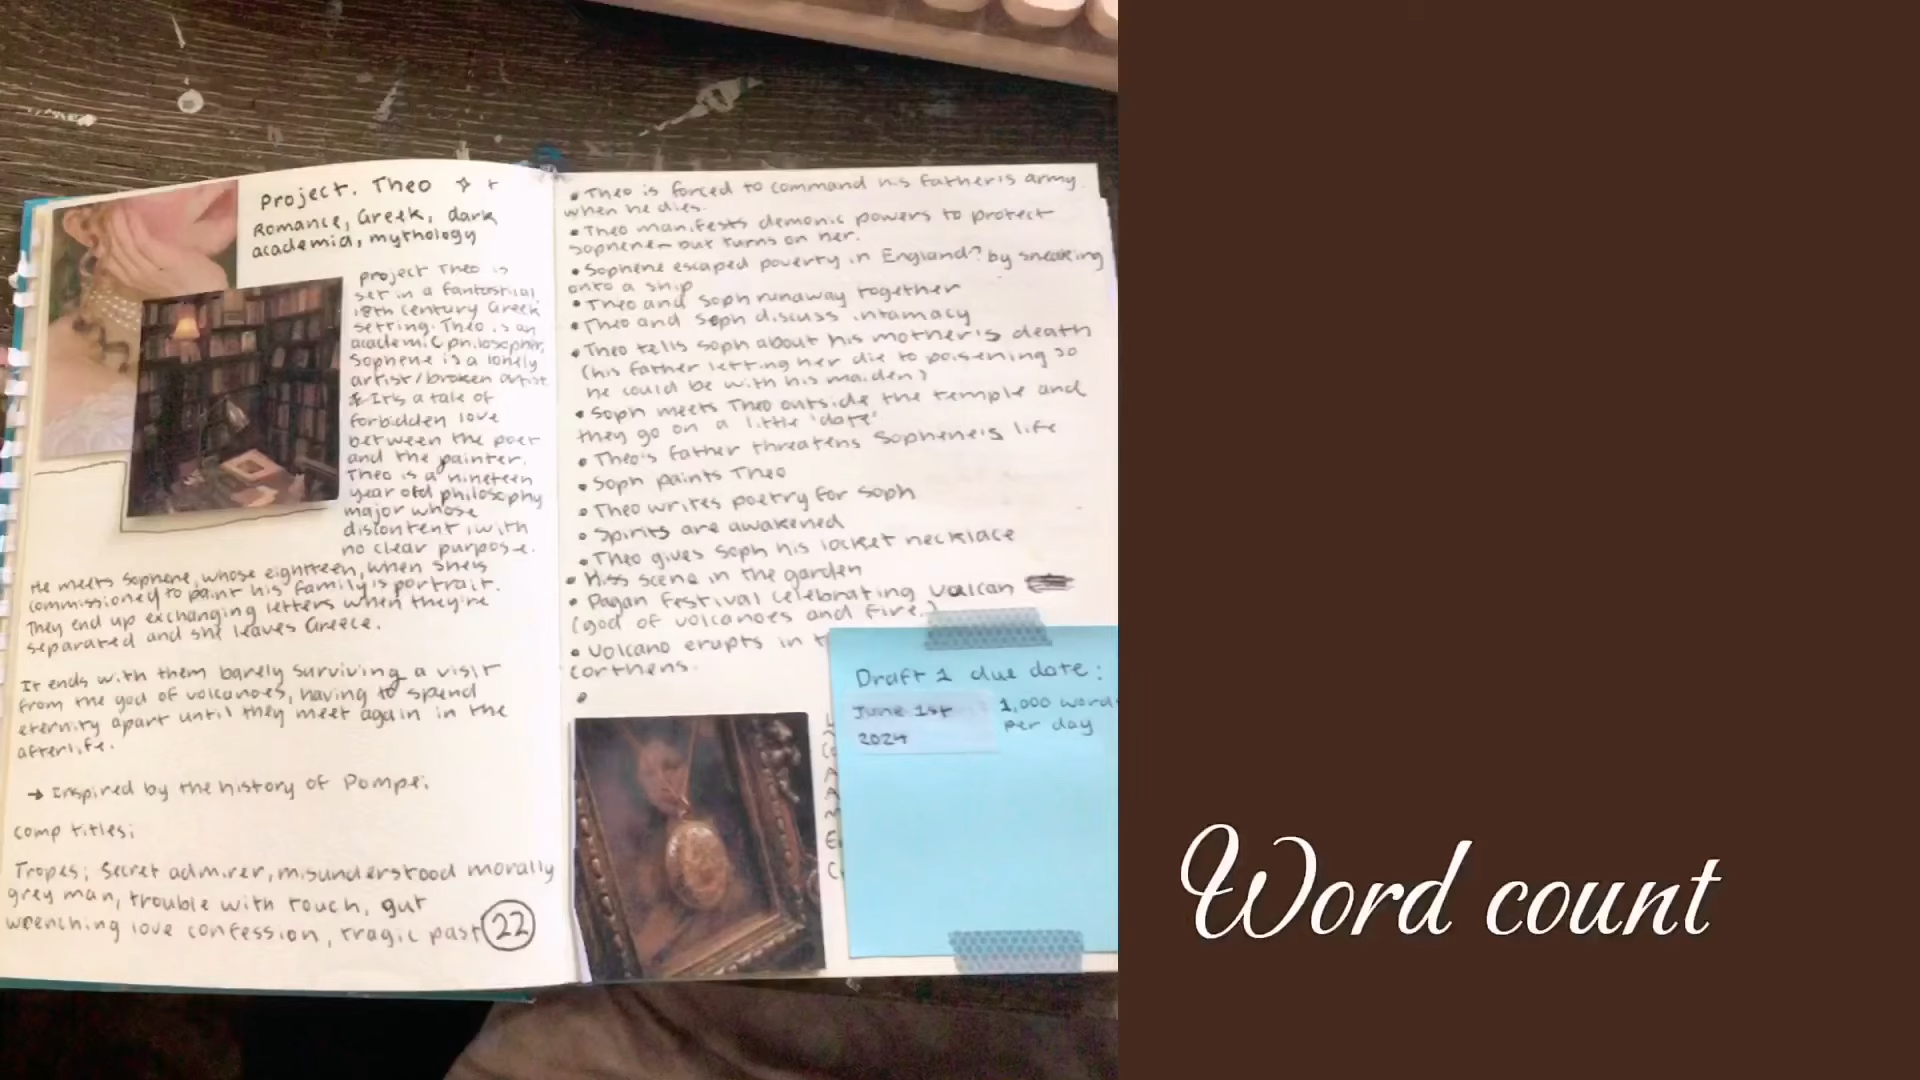 Project. Theo
Romance, Greek, dark
academia, mythology
Project Theo is
set in a fantastical
18th century Greek
setting. Theo is an
academic philosopher,
Sophene is a lonely
artist/broken artist
& It's a tale of
forbidden love
between the poet
and the painter.
Theo is a nineteen
year old philosophy
major whose
discontent with
no clear purpose.
He meets Sophene, whose eighteen, when she's
commissioned to paint his family's portrait.
They end up exchanging letters when they're
separated and she leaves Greece.
It ends with them barely surviving a visit
from the god of volcanoes, having to spend
eternity apart until they meet again in the
afterlife.
→ Inspired by the history of Pompei.
Comp titles;
Tropes; Secret admirer, misunderstood morally
grey man, trouble with touch, gut
wrenching love confession, tragic past
22
• Theo is forced to command his father's army
when he dies.
• Theo manifests demonic powers to protect
Sophene but turns on her.
• Sophene escaped poverty in England? by sneaking
onto a ship
• Theo and Soph runaway together
• Theo and Soph discuss intamacy
• Theo tells Soph about his mother's death
(his father letting her die to poisening so
he could be with his maiden)
• Soph meets Theo outside the temple and
they go on a little 'date'
• Theo's father threatens Sophene's life
• Soph paints Theo
• Theo writes poetry for Soph
• Spirits are awakened
• Theo gives Soph his locket necklace
• Kiss scene in the garden
• Pagan festival celebrating Vulcan
(god of volcanoes and fire.)
• Volcano erupts in
Corthens.
•
Draft 1 due date:
June 1st
2024
1,000 word
per day
Word count